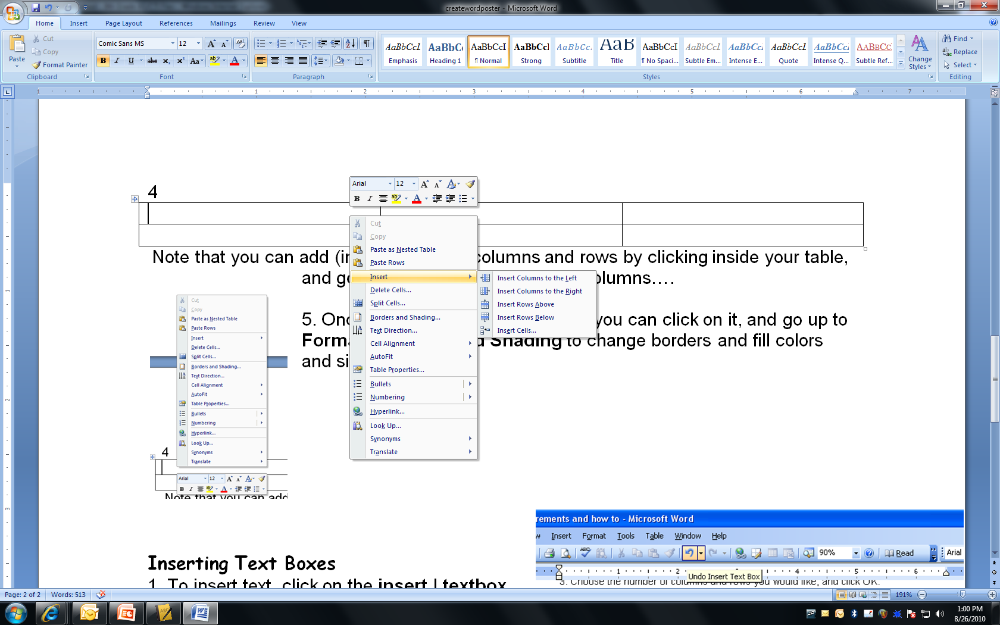 createwordposter - Microsoft Word
Home Insert Page Layout References Mailings Review View
Paste
Cut
Copy
Format Painter
Clipboard
Comic Sans MS 12
Font
Paragraph
AaBbCcI AaBbCc AaBbCcI AaBbCcI AaBbCc. AaB AaBbCcI AaBbCcI AaBbCcI AaBbCcI AaBbCcI AABBCC
Emphasis Heading 1 ¶ Normal Strong Subtitle Title ¶ No Spaci... Subtle Em... Intense E... Quote Intense Q... Subtle Ref...
Change Styles
Styles
Find
Replace
Select
Editing
1 1 2 3 4 5 6 7
4
Arial 12
Cut
Copy
Paste as Nested Table
Paste Rows
Insert
Delete Cells...
Split Cells...
Borders and Shading...
Text Direction...
Cell Alignment
AutoFit
Table Properties...
Bullets
Numbering
Hyperlink...
Look Up...
Synonyms
Translate
Insert Columns to the Left
Insert Columns to the Right
Insert Rows Above
Insert Rows Below
Insert Cells...
Note that you can add (in columns and rows by clicking inside your table,
and go olumns....
5. Onc you can click on it, and go up to
Forma d Shading to change borders and fill colors
and si
Cut
Copy
Paste as Nested Table
Paste Rows
Insert
Delete Cells...
Split Cells...
Borders and Shading...
Text Direction...
Cell Alignment
AutoFit
Table Properties...
Bullets
Numbering
Hyperlink...
Look Up...
Synonyms
Translate
4
Arial 12
Note that you can add
rements and how to - Microsoft Word
w Insert Format Tools Table Window Help
90% Read Arial
1 2 3 4 5 6
Undo Insert Text Box
3. Choose the number of columns and rows you would like, and click OK.
Inserting Text Boxes
1. To insert text, click on the insert | textbox
Page: 2 of 2 Words: 513 191%
1:00 PM
8/26/2010